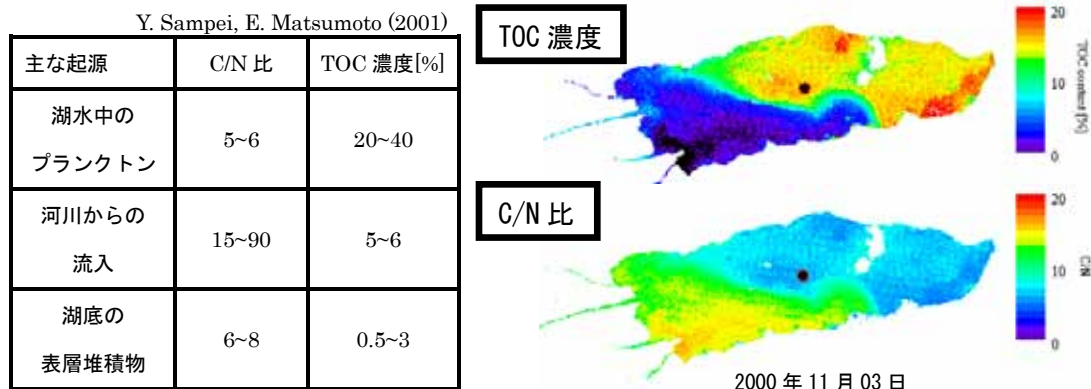 Y. Sampei, E. Matsumoto (2001)
主な起源 C/N 比 TOC 濃度[%]
湖水中の
プランクトン
5~6 20~40
河川からの
流入
15~90 5~6
湖底の
表層堆積物
6~8 0.5~3
TOC 濃度
20
10
0
TOC content [%]
C/N 比
20
10
0
C/N
2000 年 11 月 03 日